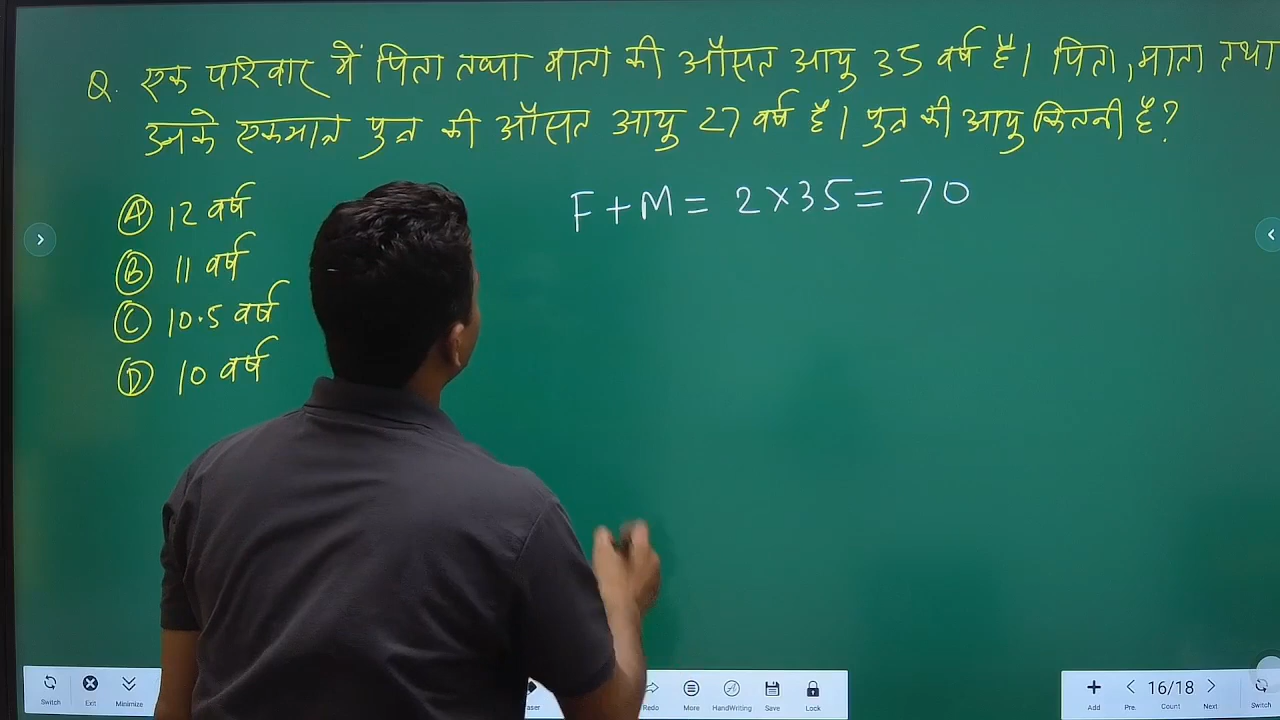 Q. एक परिवार में पिता तथा माता की औसत आयु 35 वर्ष है। पिता, माता तथा
उनके एकमात्र पुत्र की औसत आयु 27 वर्ष है। पुत्र की आयु कितनी है?
A 12 वर्ष
B 11 वर्ष
C 10.5 वर्ष
D 10 वर्ष
F + M = 2 × 35 = 70
Switch Exit Minimize Redo More HandWriting Save Lock Add Pre. 16/18 Count Next Switch